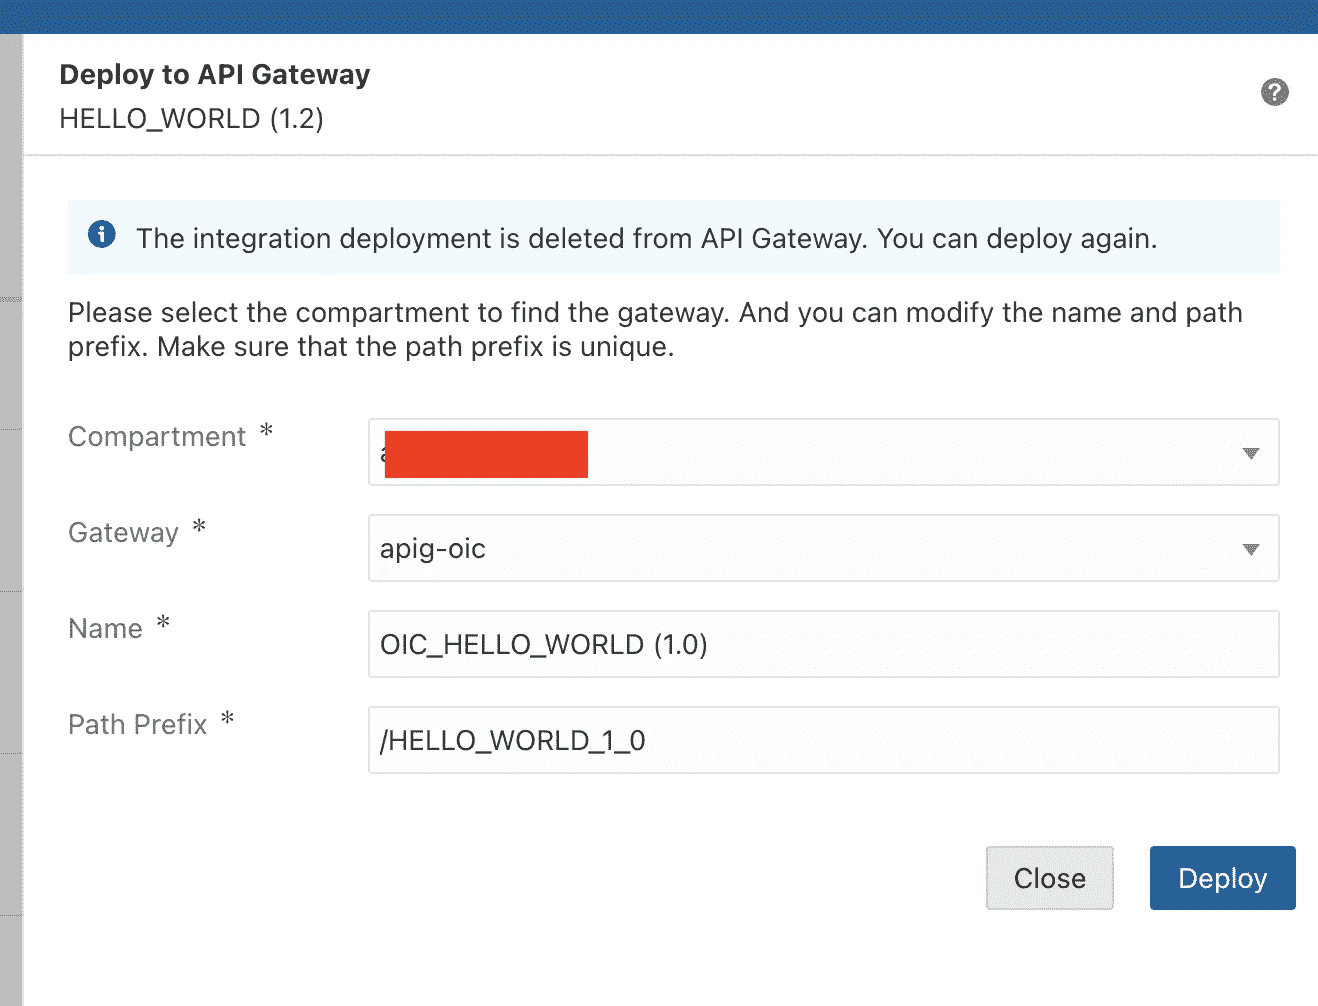 Deploy to API Gateway
HELLO_WORLD (1.2)
The integration deployment is deleted from API Gateway. You can deploy again.
Please select the compartment to find the gateway. And you can modify the name and path
prefix. Make sure that the path prefix is unique.
Compartment *
Gateway *
apig-oic
Name *
OIC_HELLO_WORLD (1.0)
Path Prefix *
/HELLO_WORLD_1_0
Close
Deploy